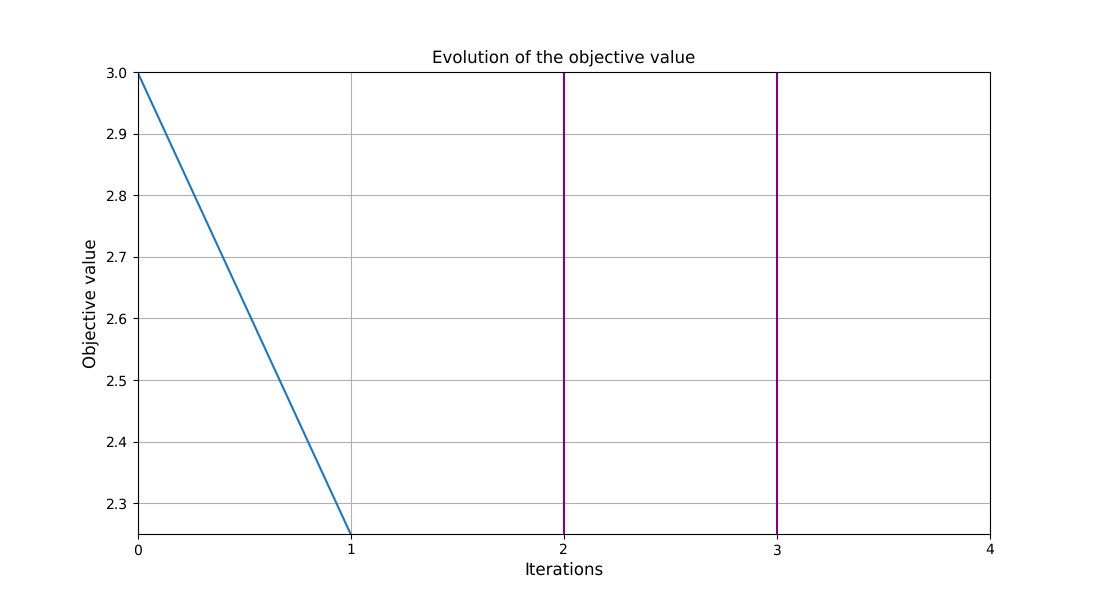 Evolution of the objective value
3.0
2.9
2.8
2.7
2.6
2.5
2.4
2.3
Objective value
0 1 2 3 4
Iterations